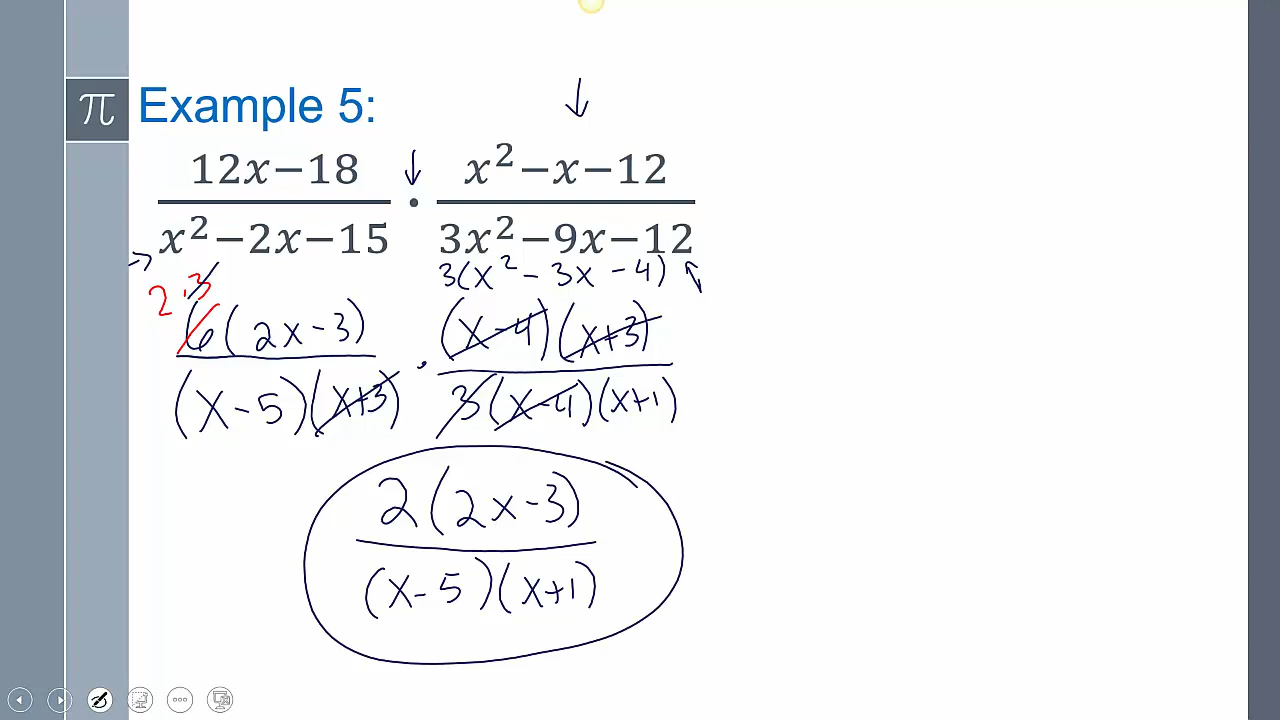 π Example 5:
12x−18 / x²−2x−15 · x²−x−12 / 3x²−9x−12
3(x² − 3x − 4)
2 · 3
6(2x−3) / (x−5)(x+3) · (x−4)(x+3) / 3(x−4)(x+1)
2(2x−3) / (x−5)(x+1)